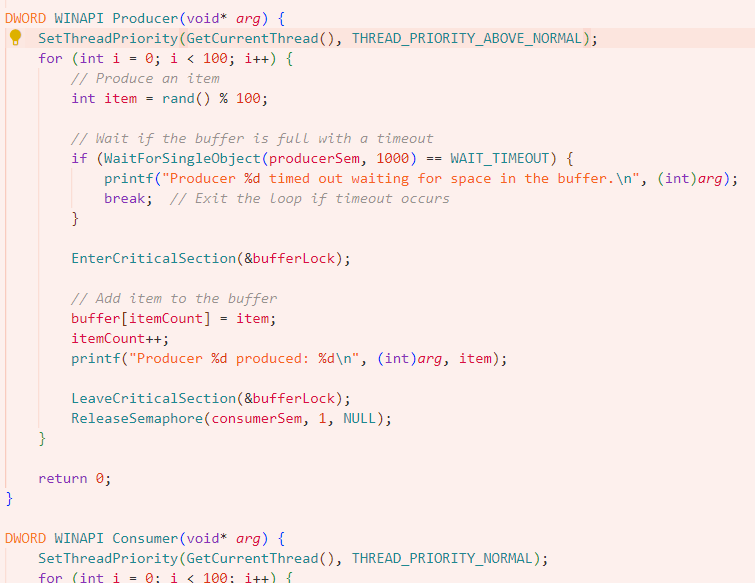 DWORD WINAPI Producer(void* arg) {
    SetThreadPriority(GetCurrentThread(), THREAD_PRIORITY_ABOVE_NORMAL);
    for (int i = 0; i < 100; i++) {
        // Produce an item
        int item = rand() % 100;

        // Wait if the buffer is full with a timeout
        if (WaitForSingleObject(producerSem, 1000) == WAIT_TIMEOUT) {
            printf("Producer %d timed out waiting for space in the buffer.\n", (int)arg);
            break;  // Exit the loop if timeout occurs
        }

        EnterCriticalSection(&bufferLock);

        // Add item to the buffer
        buffer[itemCount] = item;
        itemCount++;
        printf("Producer %d produced: %d\n", (int)arg, item);

        LeaveCriticalSection(&bufferLock);
        ReleaseSemaphore(consumerSem, 1, NULL);
    }

    return 0;
}

DWORD WINAPI Consumer(void* arg) {
    SetThreadPriority(GetCurrentThread(), THREAD_PRIORITY_NORMAL);
    for (int i = 0; i < 100; i++) {